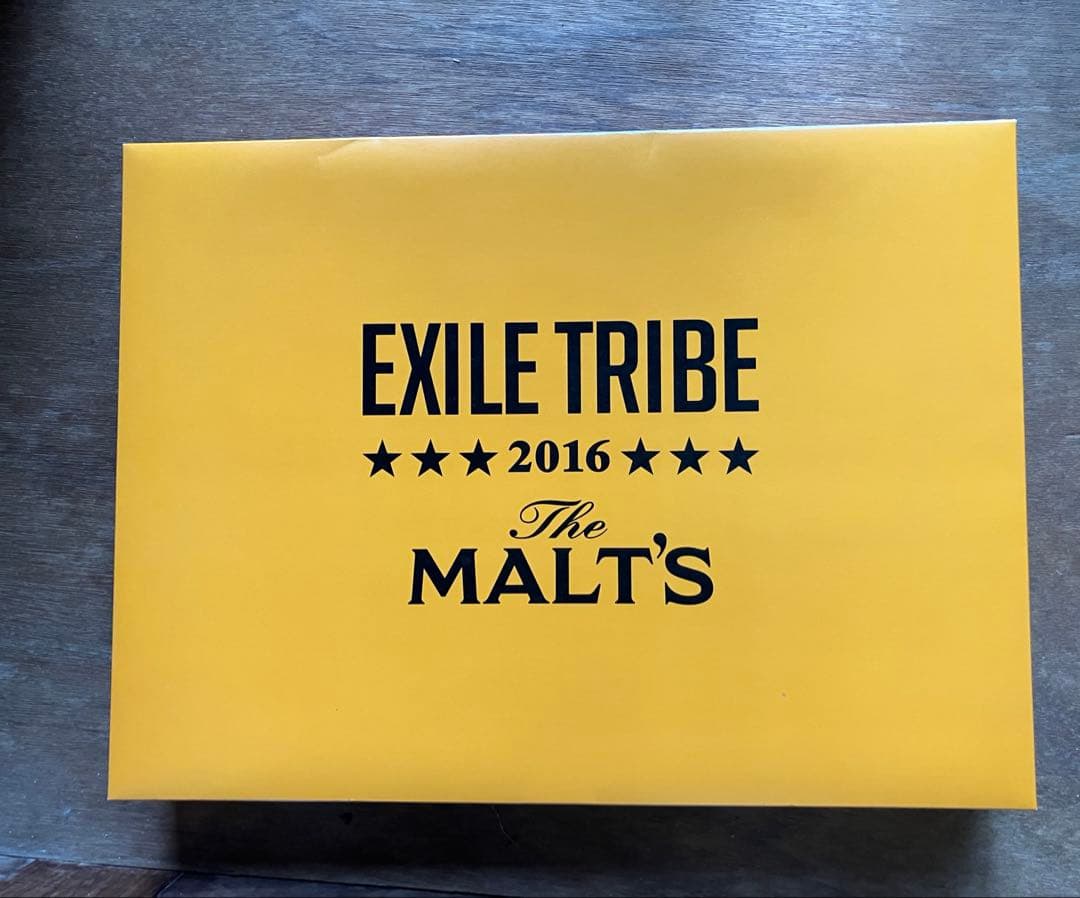 EXILE TRIBE
★★★2016★★★
The
MALT'S